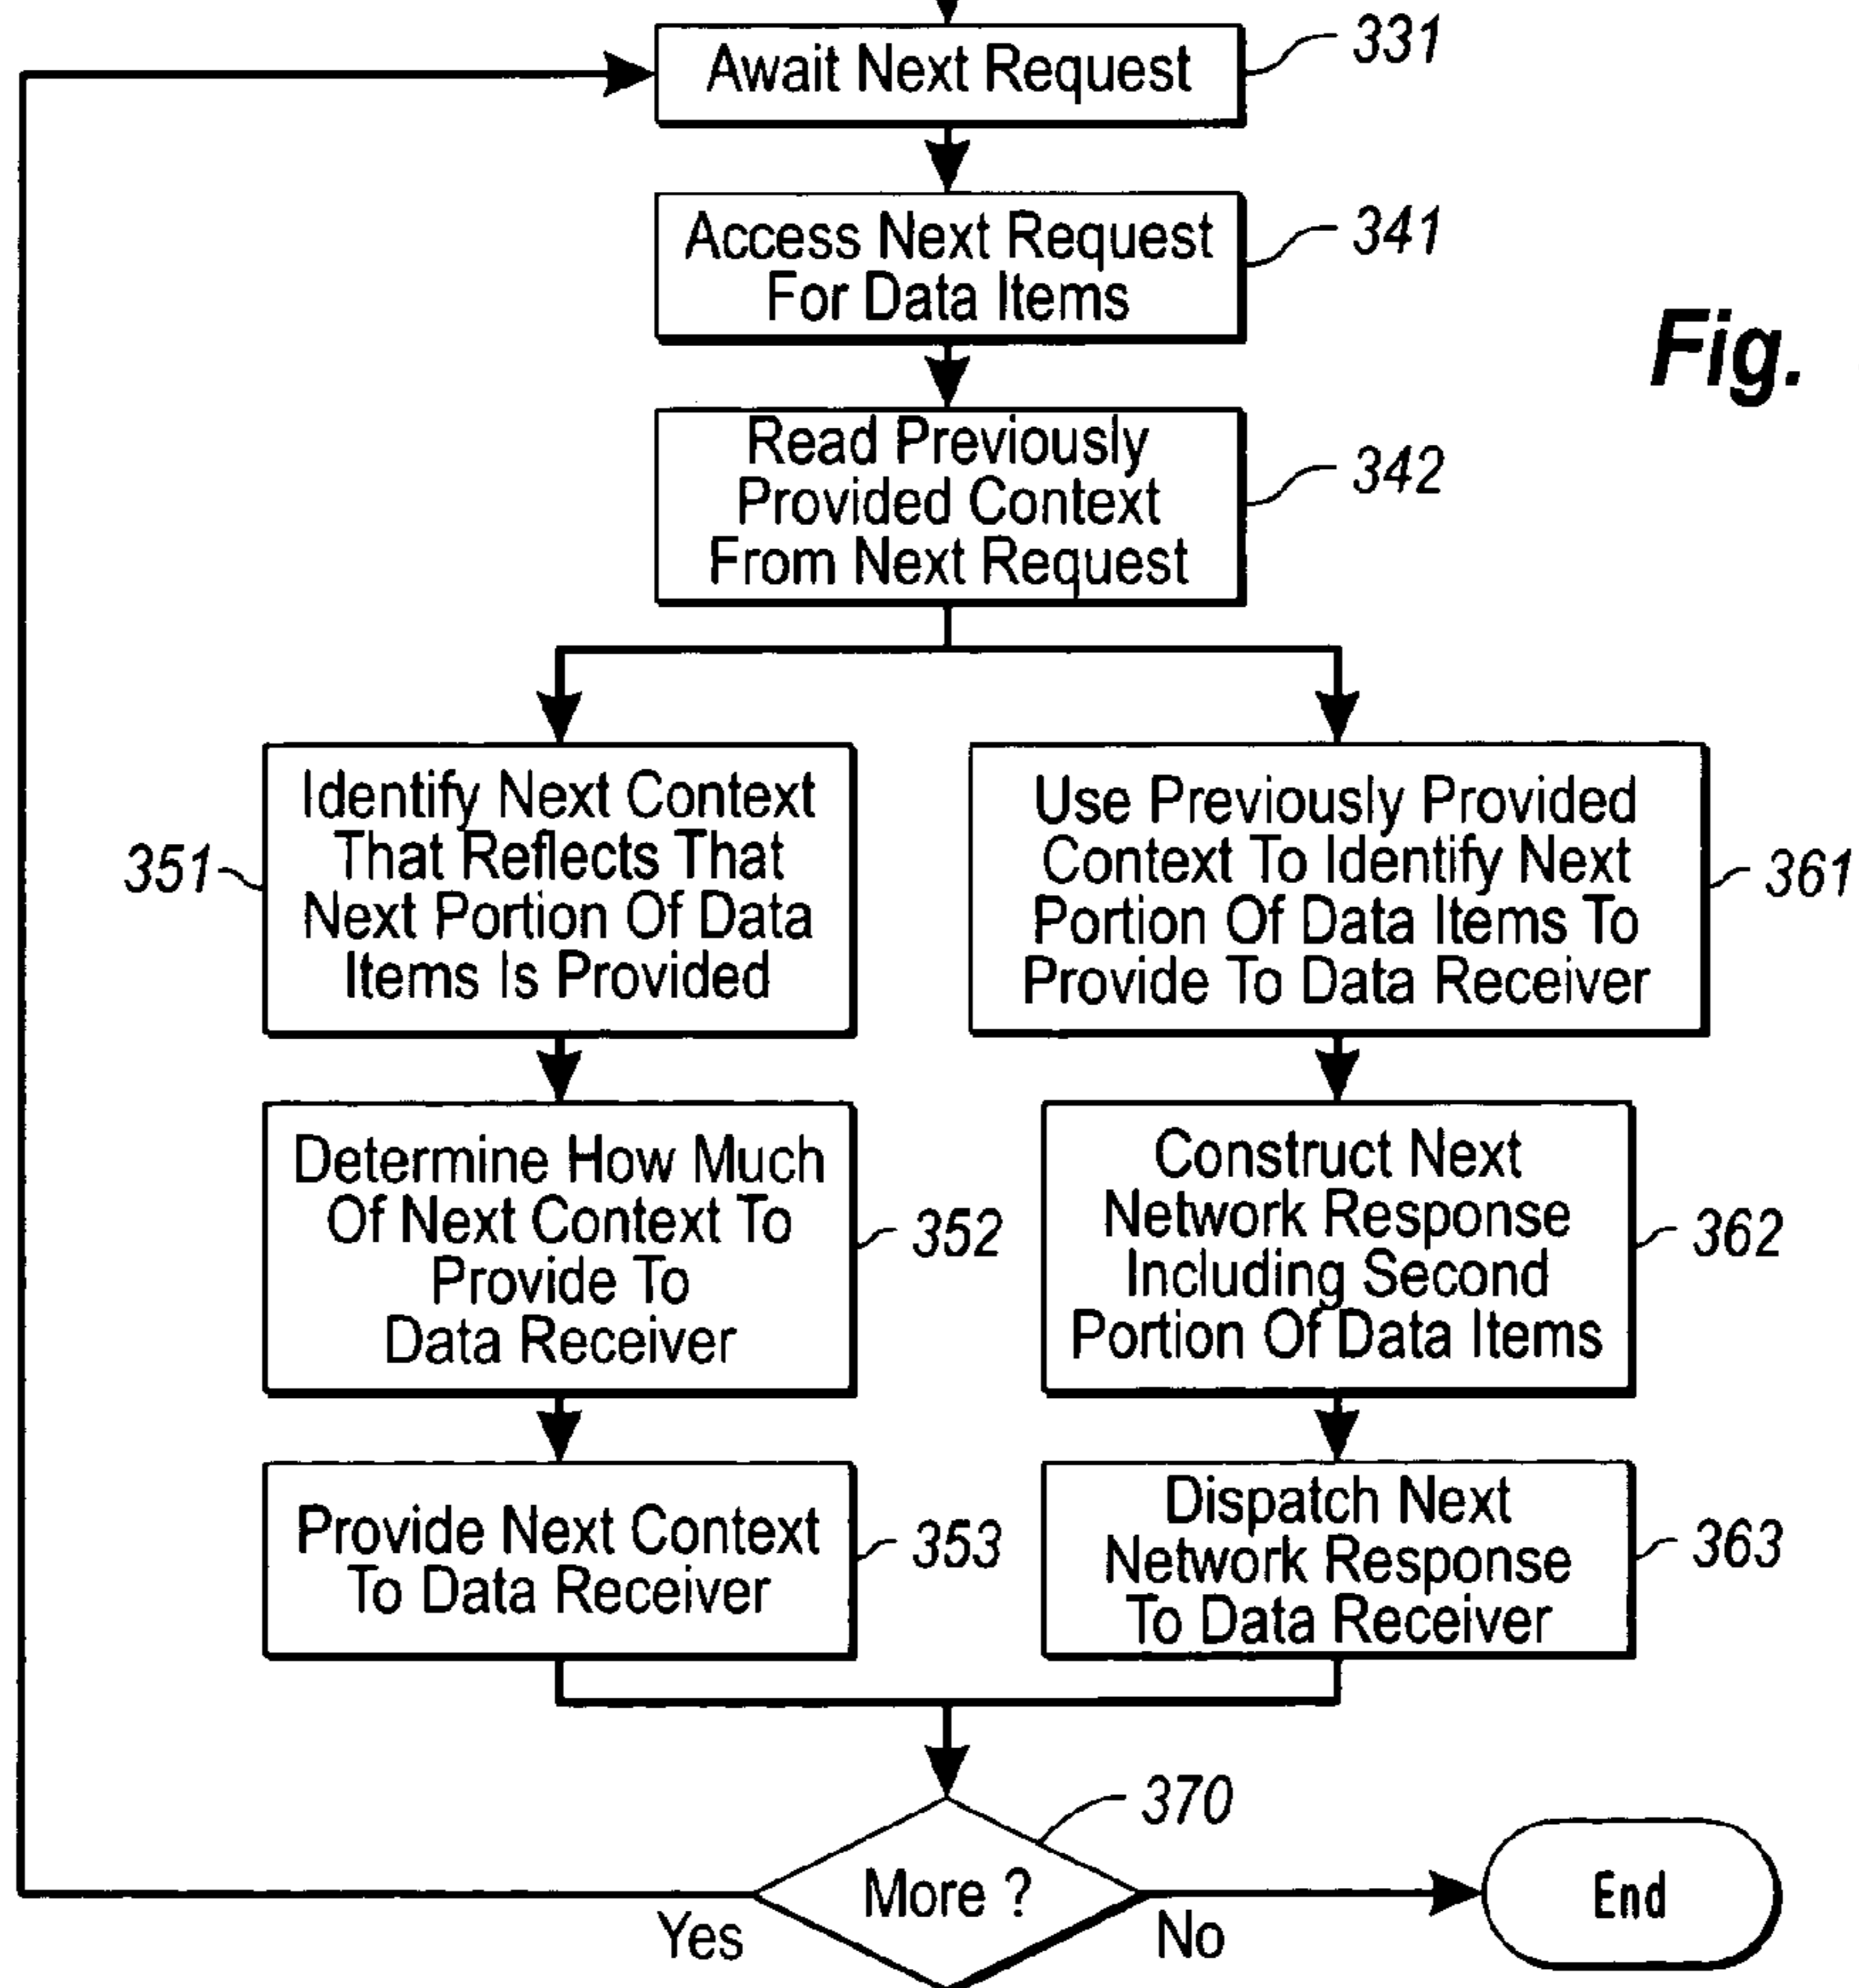 Await Next Request
331
Access Next Request
For Data Items
341
Fig.
Read Previously
Provided Context
From Next Request
342
Identify Next Context
That Reflects That
Next Portion Of Data
Items Is Provided
351
Use Previously Provided
Context To Identify Next
Portion Of Data Items To
Provide To Data Receiver
361
Determine How Much
Of Next Context To
Provide To
Data Receiver
352
Construct Next
Network Response
Including Second
Portion Of Data Items
362
Provide Next Context
To Data Receiver
353
Dispatch Next
Network Response
To Data Receiver
363
370
More ?
Yes
No
End